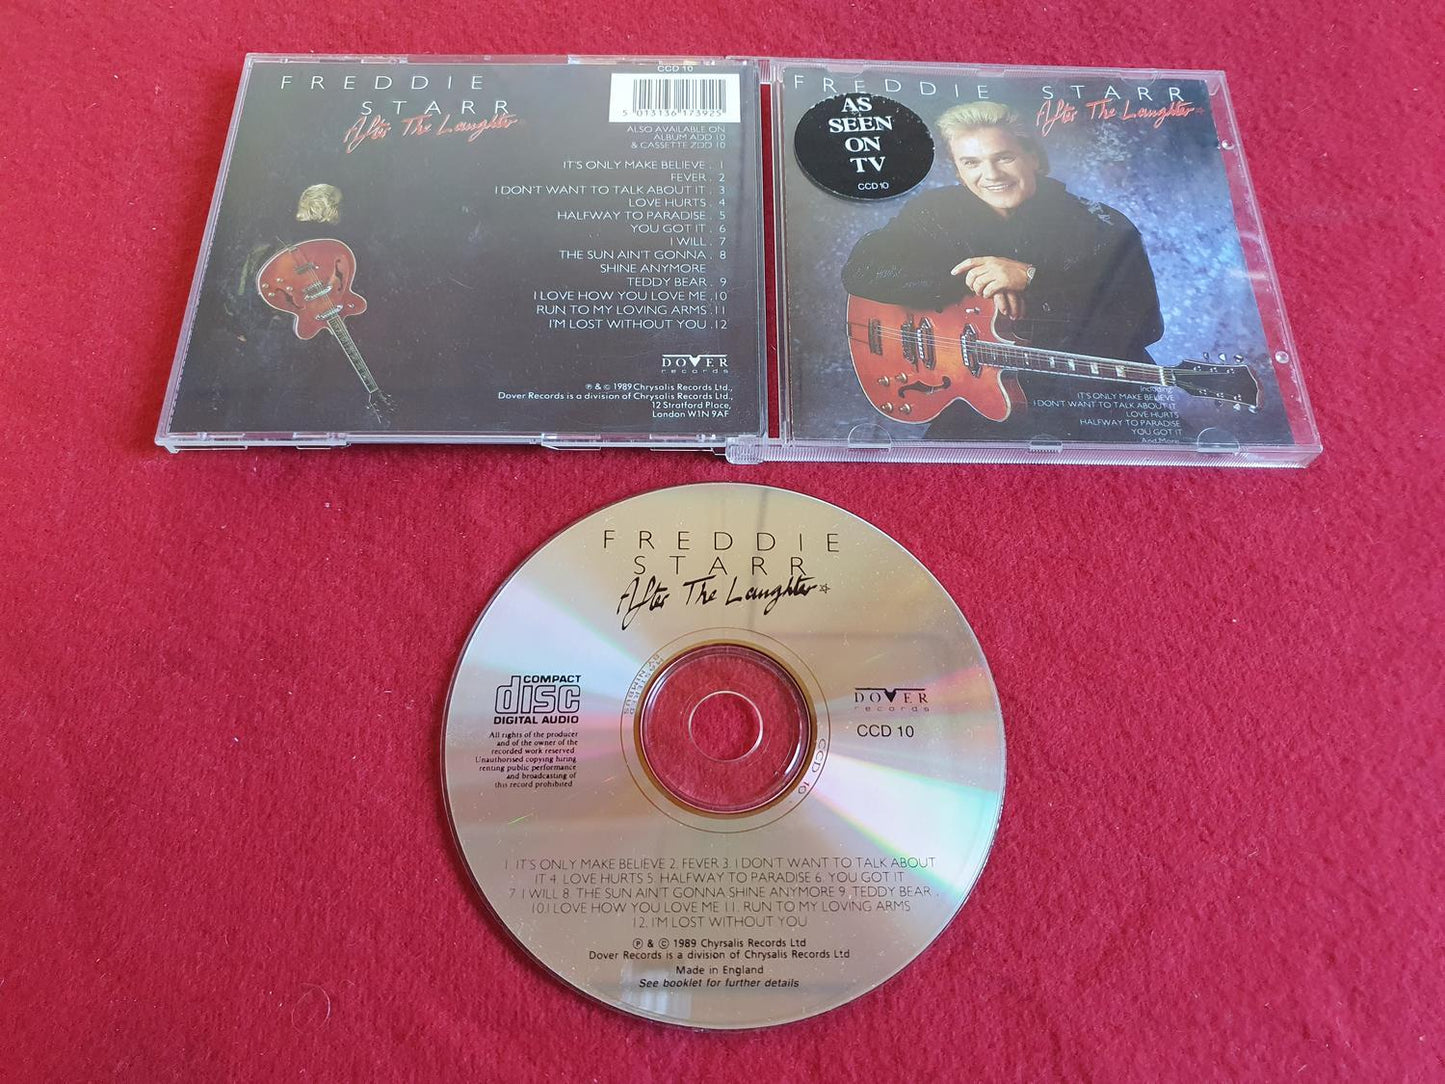 FREDDIE
STARR
After The Laughter
CCD 10
5 013136 173925
ALSO AVAILABLE ON
ALBUM ADD 10
& CASSETTE ZDD 10
IT'S ONLY MAKE BELIEVE . 1
FEVER . 2
I DON'T WANT TO TALK ABOUT IT . 3
LOVE HURTS . 4
HALFWAY TO PARADISE . 5
YOU GOT IT . 6
I WILL . 7
THE SUN AIN'T GONNA . 8
SHINE ANYMORE
TEDDY BEAR . 9
I LOVE HOW YOU LOVE ME . 10
RUN TO MY LOVING ARMS . 11
I'M LOST WITHOUT YOU . 12
DOVER
records
℗ & © 1989 Chrysalis Records Ltd.,
Dover Records is a division of Chrysalis Records Ltd.,
12 Stratford Place,
London W1N 9AF
FREDDIE STARR
After The Laughter
AS
SEEN
ON
TV
CCD 10
Including
IT'S ONLY MAKE BELIEVE
I DON'T WANT TO TALK ABOUT IT
LOVE HURTS
HALFWAY TO PARADISE
YOU GOT IT
And More
FREDDIE
STARR
After The Laughter
MASTERED
BY NIMBUS
COMPACT
disc
DIGITAL AUDIO
All rights of the producer
and of the owner of the
recorded work reserved
Unauthorised copying hiring
renting public performance
and broadcasting of
this record prohibited
DOVER
records
CCD 10
CCD 10
1. IT'S ONLY MAKE BELIEVE 2. FEVER 3. I DON'T WANT TO TALK ABOUT
IT 4. LOVE HURTS 5. HALFWAY TO PARADISE 6. YOU GOT IT
7 I WILL 8. THE SUN AIN'T GONNA SHINE ANYMORE 9. TEDDY BEAR .
10.I LOVE HOW YOU LOVE ME 11. RUN TO MY LOVING ARMS
12. I'M LOST WITHOUT YOU
℗ & © 1989 Chyrsalis Records Ltd
Dover Records is a division of Chrysalis Records Ltd
Made in England
See booklet for further details